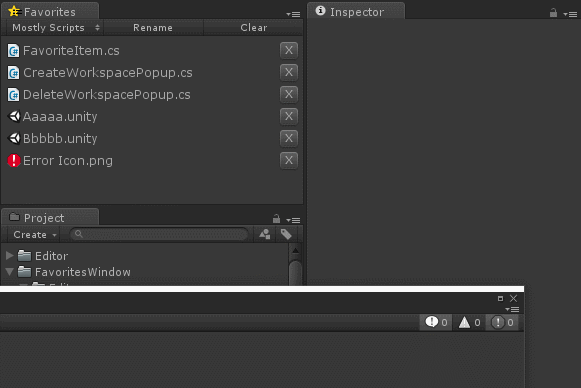 Favorites
Inspector
Mostly Scripts Rename Clear
FavoriteItem.cs X
CreateWorkspacePopup.cs X
DeleteWorkspacePopup.cs X
Aaaaa.unity X
Bbbbb.unity X
Error Icon.png X
Project
Create
Editor
FavoritesWindow
0 0 0